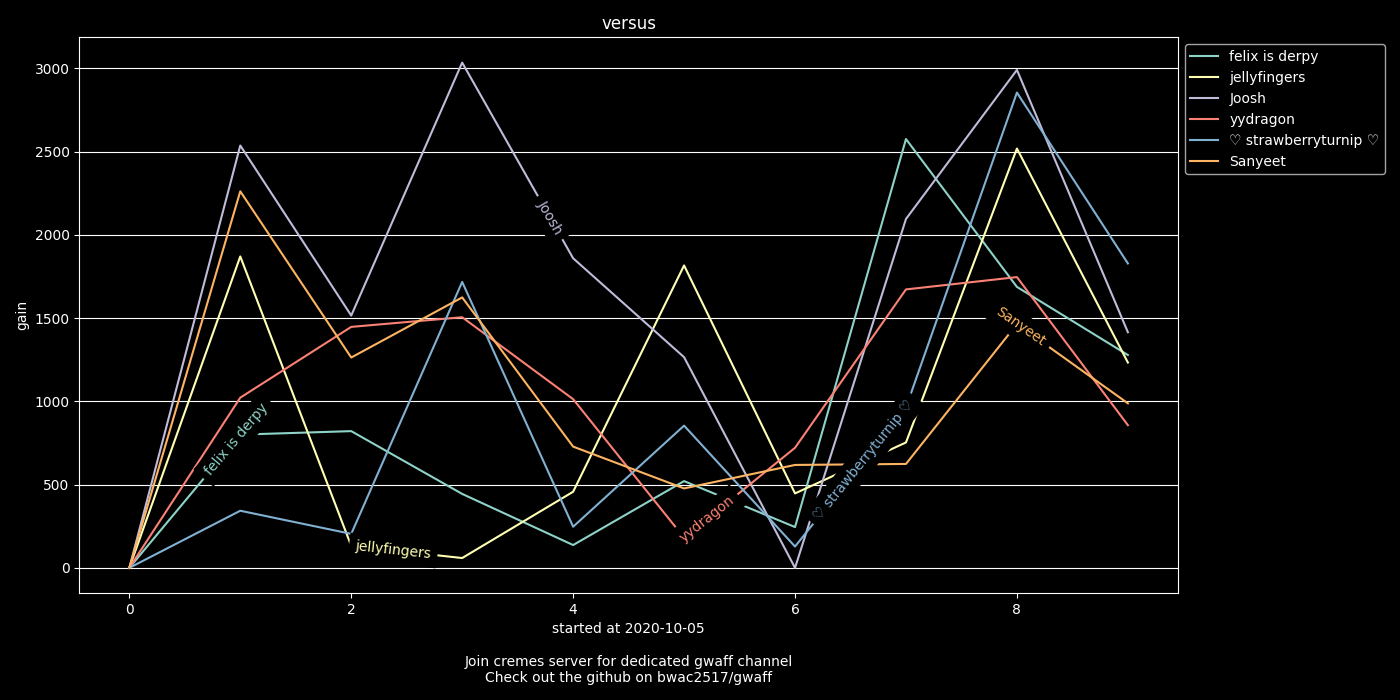 versus
felix is derpy
jellyfingers
Joosh
yydragon
♡ strawberryturnip ♡
Sanyeet
3000
2500
2000
1500
1000
500
0
gain
Joosh
Sanyeet
felix is derpy
♡ strawberryturnip ♡
yydragon
jellyfingers
0 2 4 6 8
started at 2020-10-05
Join cremes server for dedicated gwaff channel
Check out the github on bwac2517/gwaff